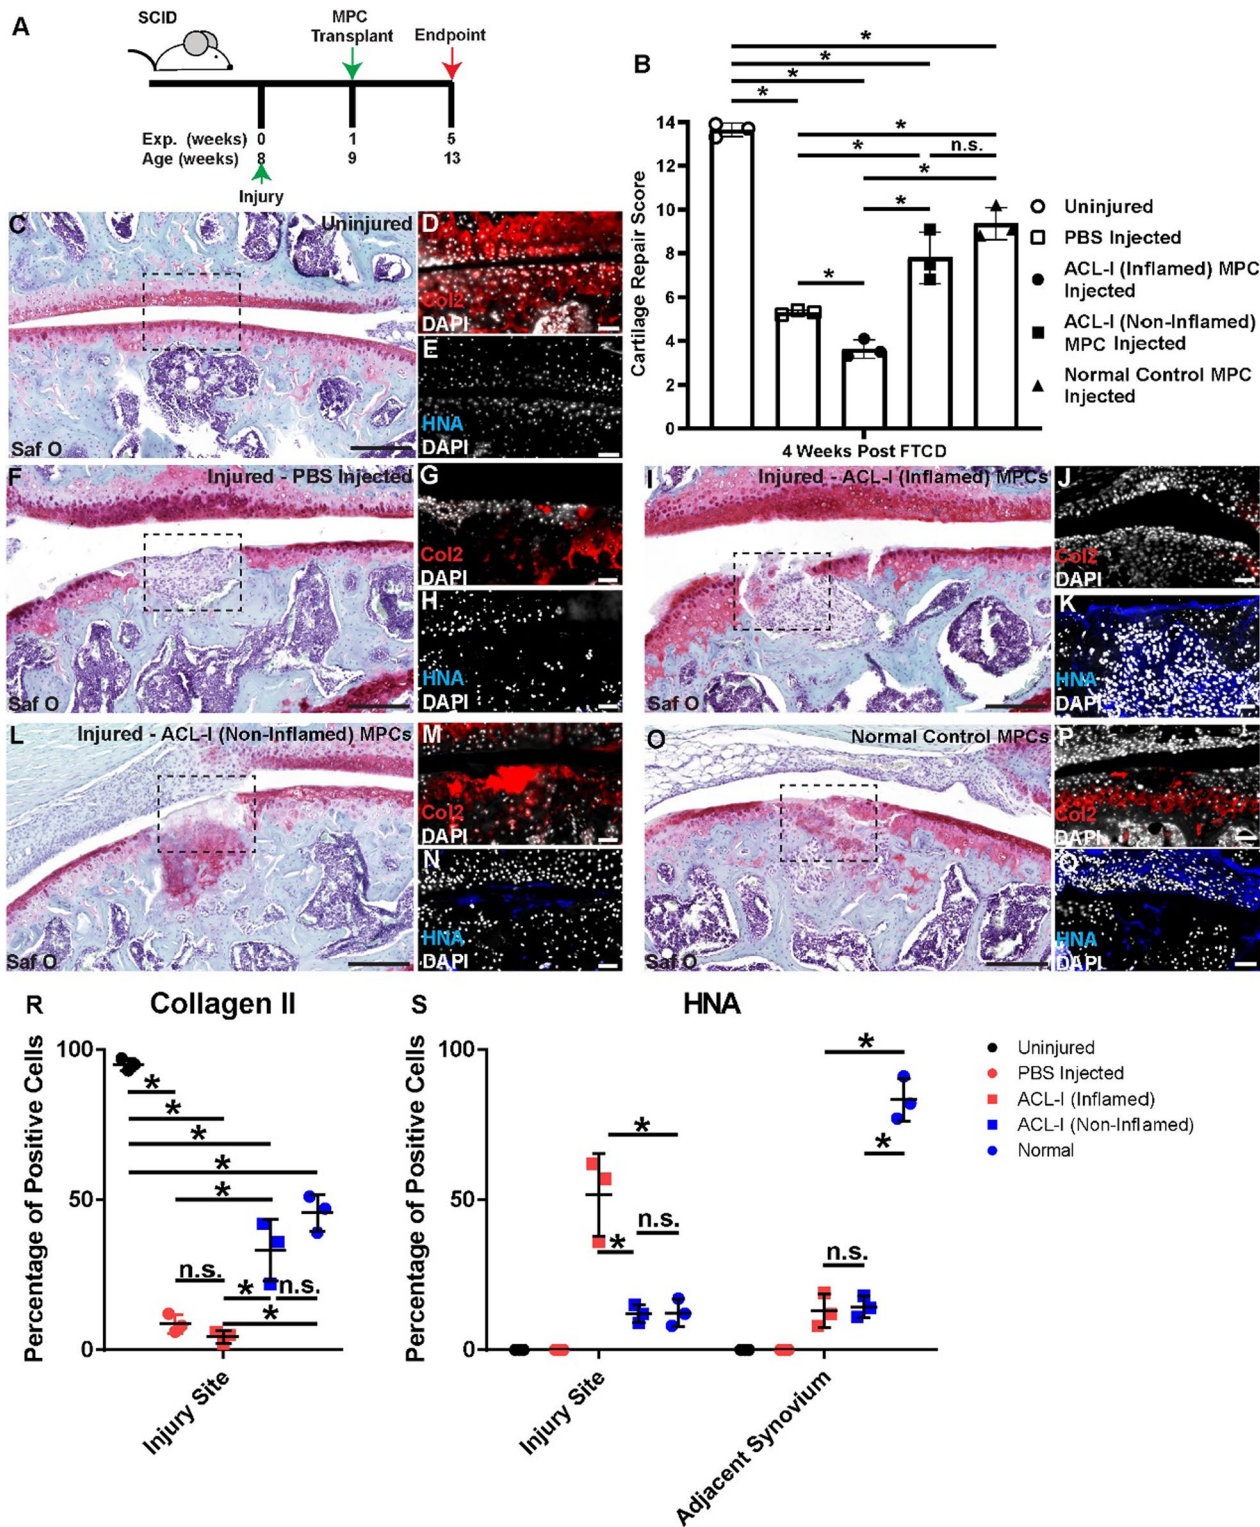 A
SCID
MPC
Transplant
Endpoint
Exp. (weeks) 0 1 5
Age (weeks) 8 9 13
Injury
B
* * * * * * n.s. * * *
Cartilage Repair Score
14
12
10
8
6
4
2
0
4 Weeks Post FTCD
Uninjured
PBS Injected
ACL-I (Inflamed) MPC
Injected
ACL-I (Non-Inflamed)
MPC Injected
Normal Control MPC
Injected
C Uninjured
Saf O
D
Col2
DAPI
E
HNA
DAPI
F Injured - PBS Injected
Saf O
G
Col2
DAPI
H
HNA
DAPI
I Injured - ACL-I (Inflamed) MPCs
Saf O
J
Col2
DAPI
K
HNA
DAPI
L Injured - ACL-I (Non-Inflamed) MPCs
Saf O
M
Col2
DAPI
N
HNA
DAPI
O Normal Control MPCs
Saf O
P
Col2
DAPI
Q
HNA
DAPI
R Collagen II
Percentage of Positive Cells
100
50
0
* * * * * n.s. * n.s. *
Injury Site
S HNA
Percentage of Positive Cells
100
50
0
* * n.s. * * n.s.
Injury Site
Adjacent Synovium
Uninjured
PBS Injected
ACL-I (Inflamed)
ACL-I (Non-Inflamed)
Normal